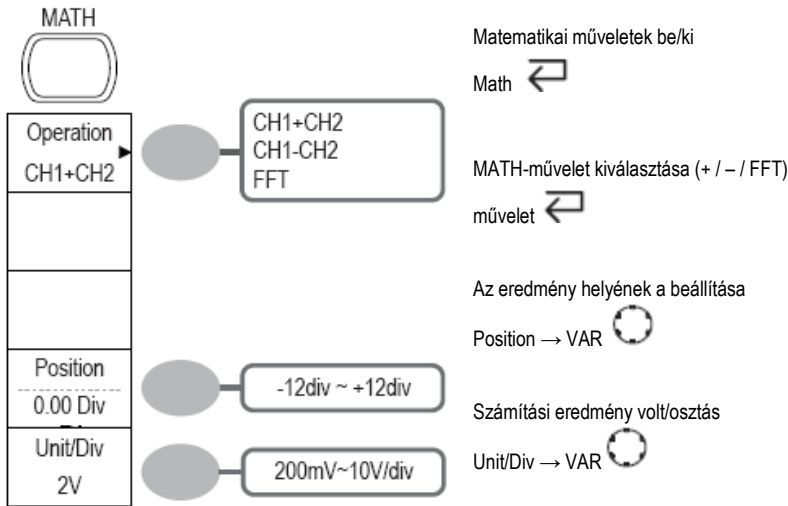 MATH
Operation
CH1+CH2
CH1+CH2
CH1-CH2
FFT
Position
0.00 Div
-12div ~ +12div
Unit/Div
2V
200mV~10V/div
Matematikai műveletek be/ki
Math
MATH-művelet kiválasztása (+ / – / FFT)
művelet
Az eredmény helyének a beállítása
Position → VAR
Számítási eredmény volt/osztás
Unit/Div → VAR